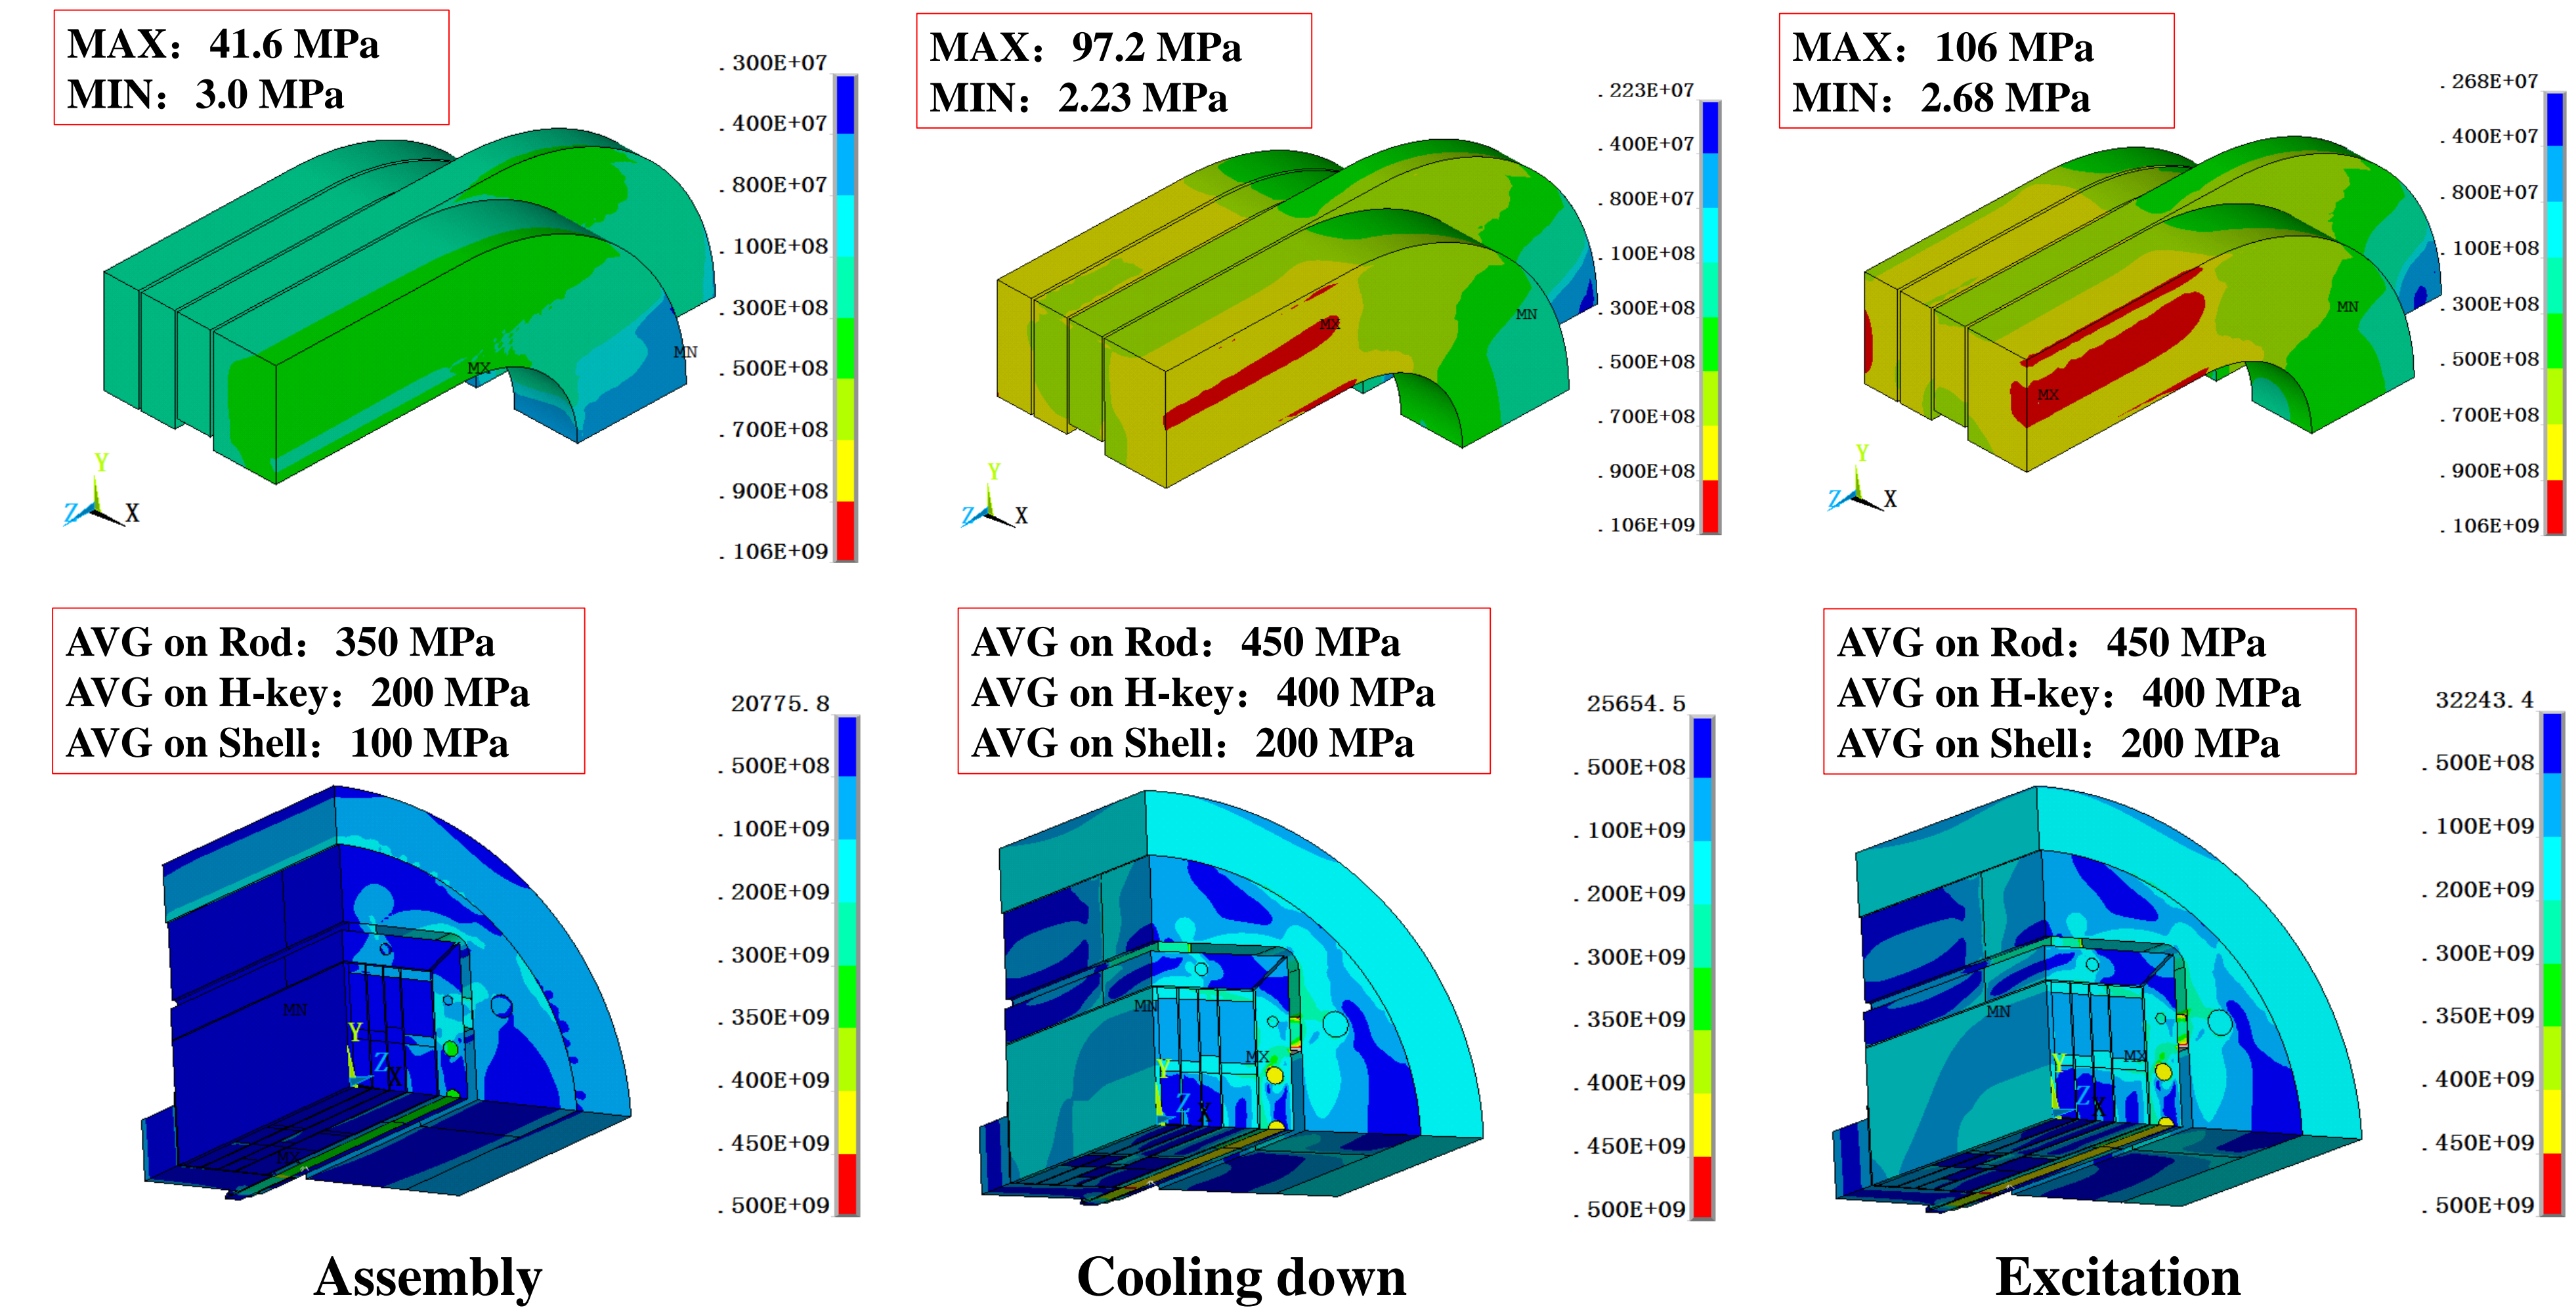 MAX：41.6 MPa
MIN：3.0 MPa
.300E+07
.400E+07
.800E+07
.100E+08
.300E+08
.500E+08
.700E+08
.900E+08
.106E+09
MX
MN
Y
Z
X
MAX：97.2 MPa
MIN：2.23 MPa
.223E+07
.400E+07
.800E+07
.100E+08
.300E+08
.500E+08
.700E+08
.900E+08
.106E+09
MX
MN
Y
Z
X
MAX：106 MPa
MIN：2.68 MPa
.268E+07
.400E+07
.800E+07
.100E+08
.300E+08
.500E+08
.700E+08
.900E+08
.106E+09
MN
MX
Y
Z
X
AVG on Rod：350 MPa
AVG on H-key：200 MPa
AVG on Shell：100 MPa
20775.8
.500E+08
.100E+09
.200E+09
.300E+09
.350E+09
.400E+09
.450E+09
.500E+09
MN
Y
Z
X
MX
Assembly
AVG on Rod：450 MPa
AVG on H-key：400 MPa
AVG on Shell：200 MPa
25654.5
.500E+08
.100E+09
.200E+09
.300E+09
.350E+09
.400E+09
.450E+09
.500E+09
MN
MX
Y
Z
X
Cooling down
AVG on Rod：450 MPa
AVG on H-key：400 MPa
AVG on Shell：200 MPa
32243.4
.500E+08
.100E+09
.200E+09
.300E+09
.350E+09
.400E+09
.450E+09
.500E+09
MN
MX
Y
Z
X
Excitation